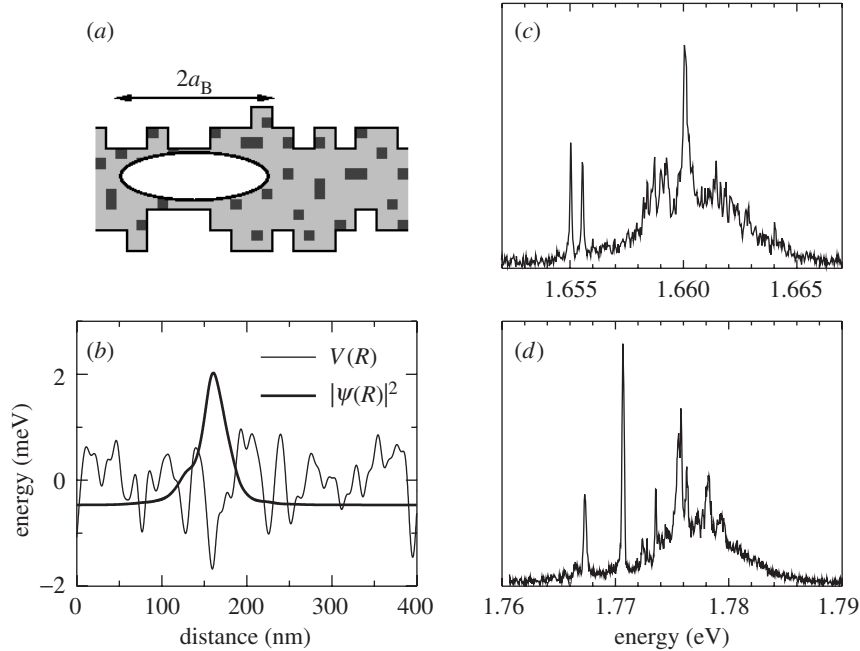 (a)
2a_B
(c)
1.655 1.660 1.665
(b)
V(R)
|ψ(R)|²
energy (meV)
2
0
−2
0 100 200 300 400
distance (nm)
(d)
1.76 1.77 1.78 1.79
energy (eV)